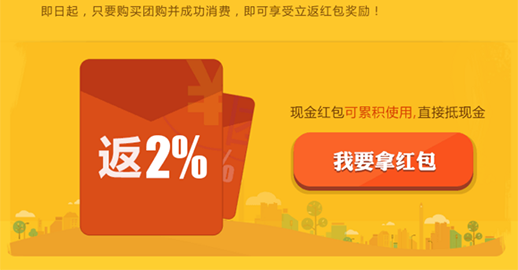 即日起，只要购买团购并成功消费，即可享受立返红包奖励！
现金红包可累积使用,直接抵现金
返2%
我要拿红包